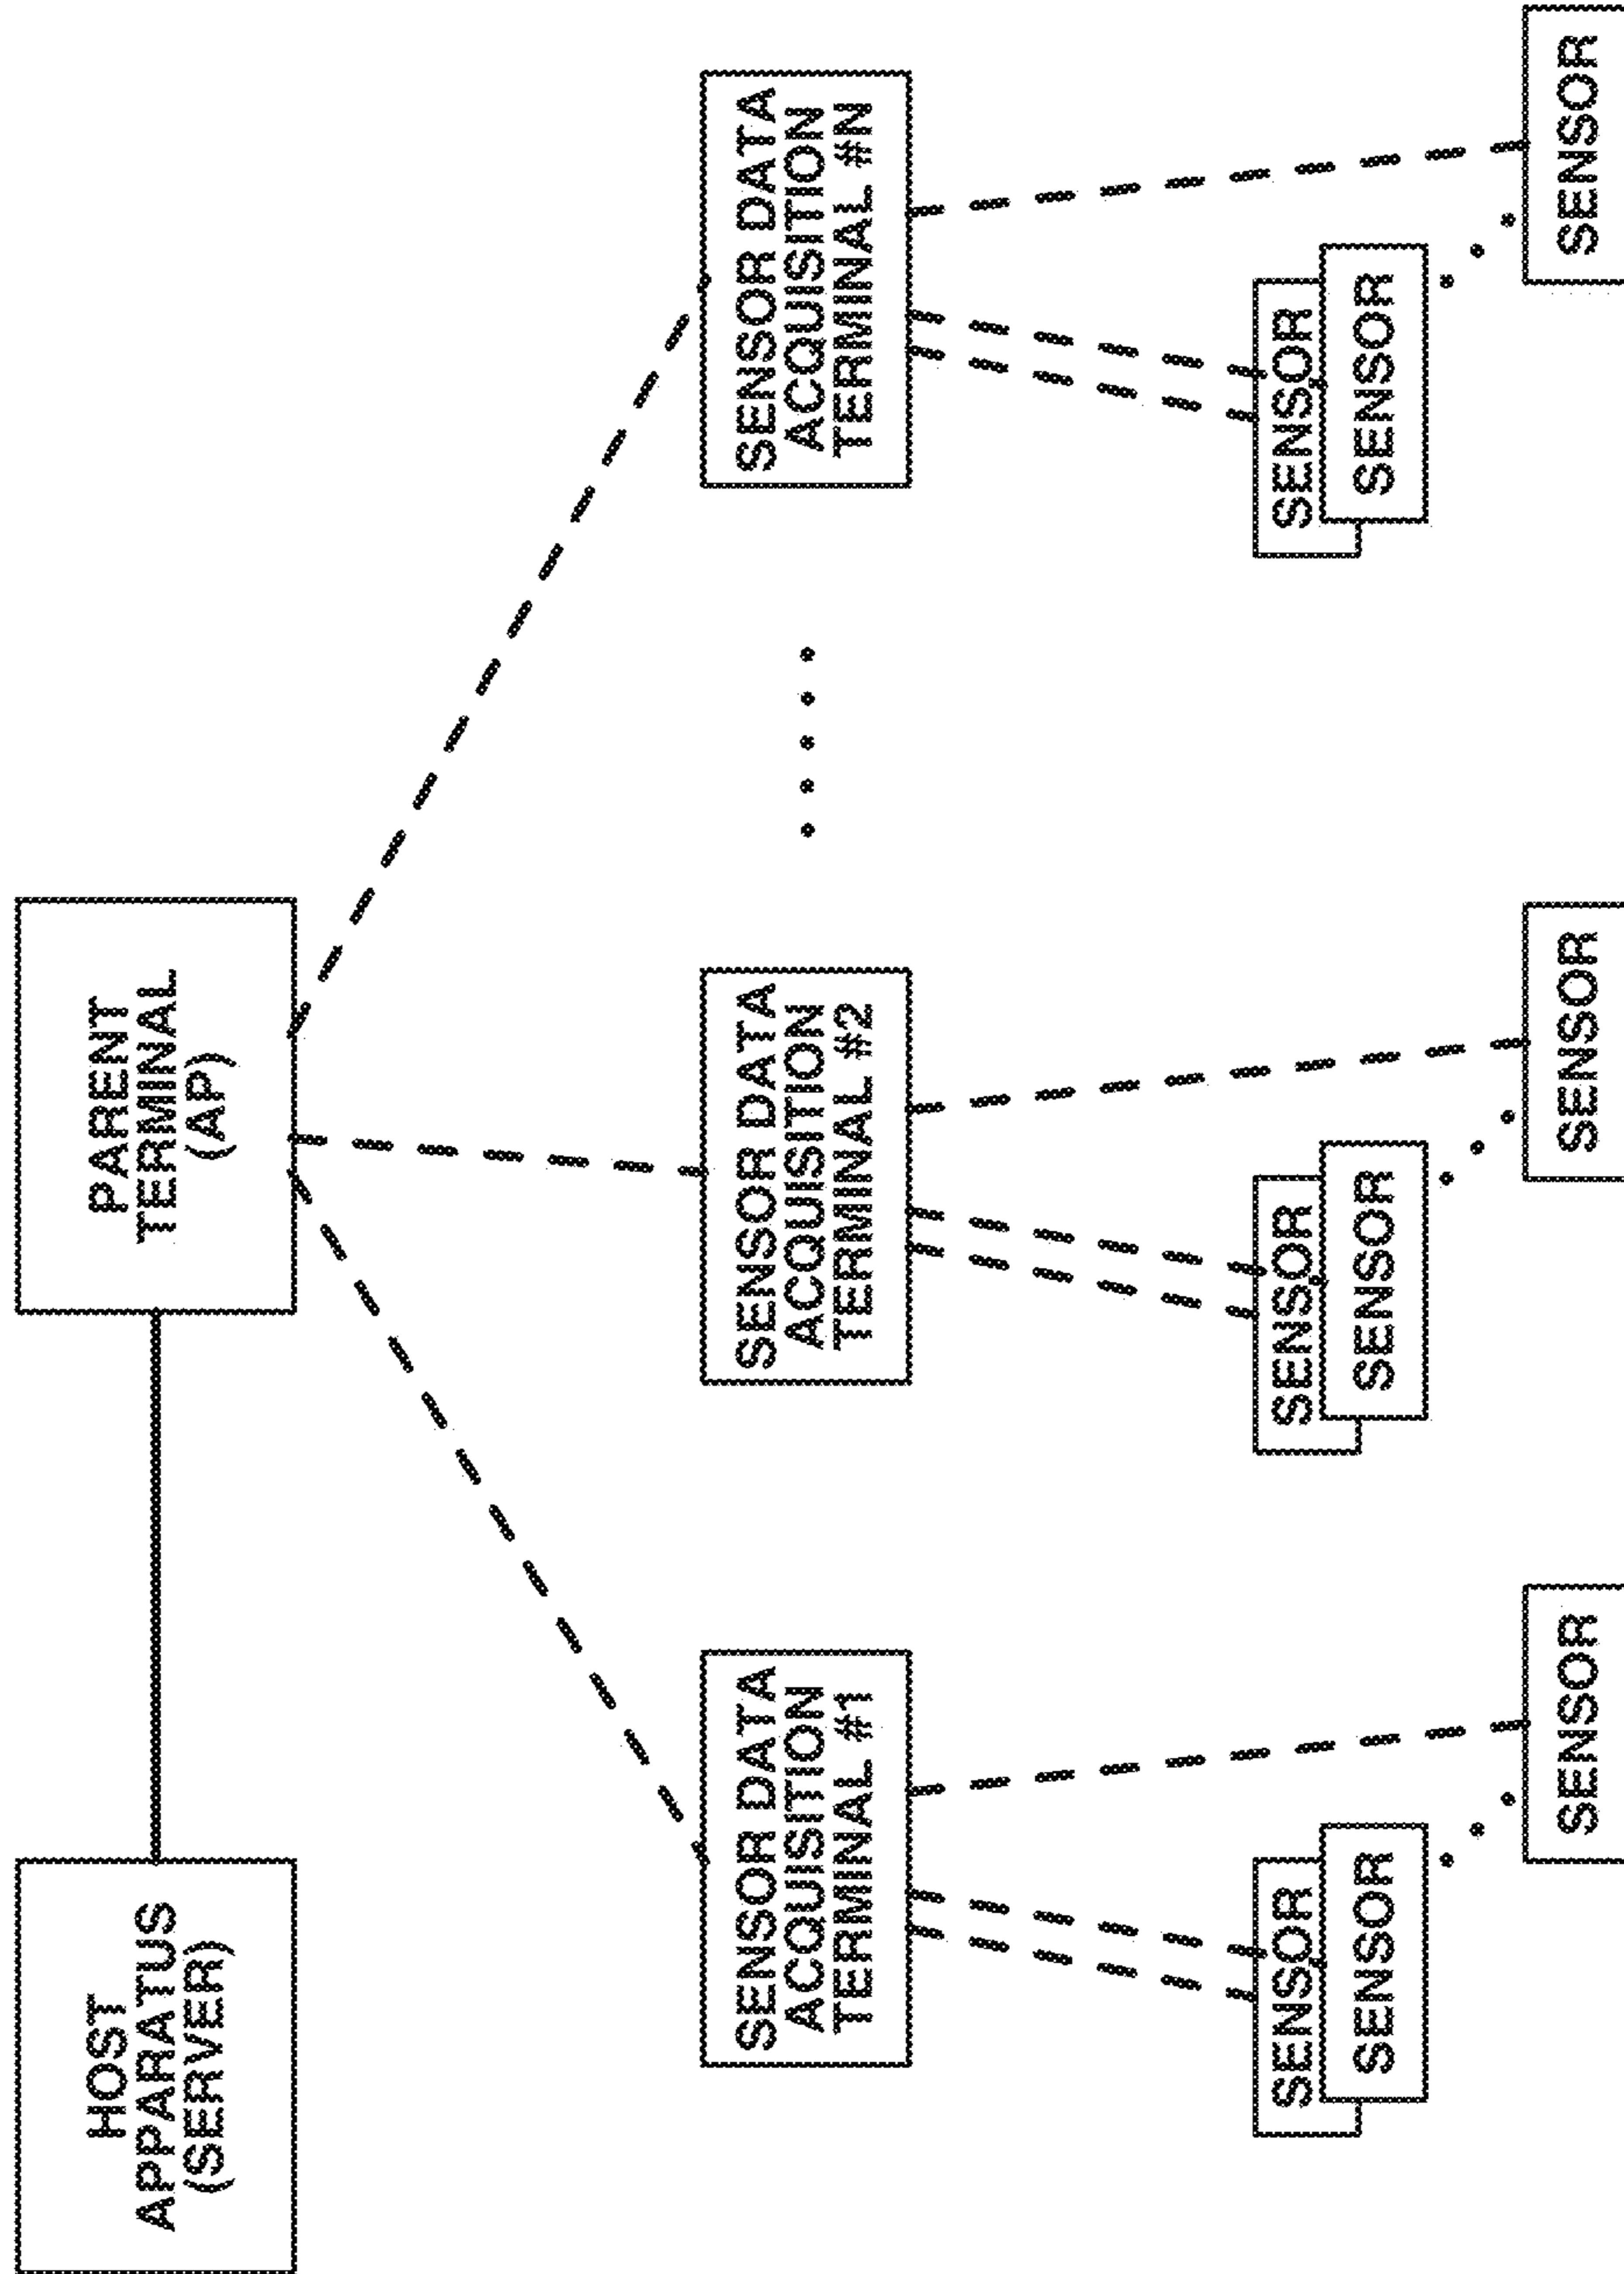 HOST
APPARATUS
(SERVER)
PARENT
TERMINAL
(AP)
SENSOR DATA
ACQUISITION
TERMINAL #1
SENSOR DATA
ACQUISITION
TERMINAL #2
SENSOR DATA
ACQUISITION
TERMINAL #N
SENSOR
SENSOR
SENSOR
SENSOR
SENSOR
SENSOR
SENSOR
SENSOR
SENSOR